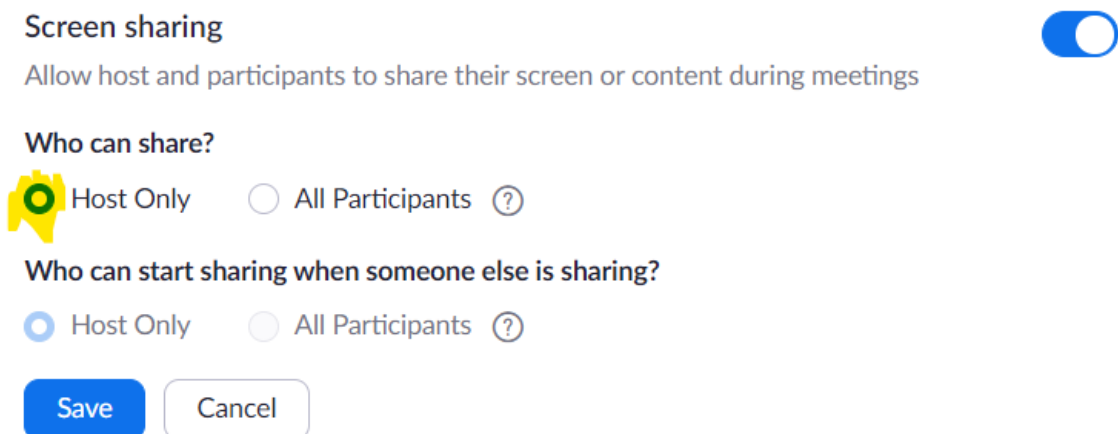 Screen sharing
Allow host and participants to share their screen or content during meetings
Who can share?
Host Only All Participants ?
Who can start sharing when someone else is sharing?
Host Only All Participants ?
Save Cancel